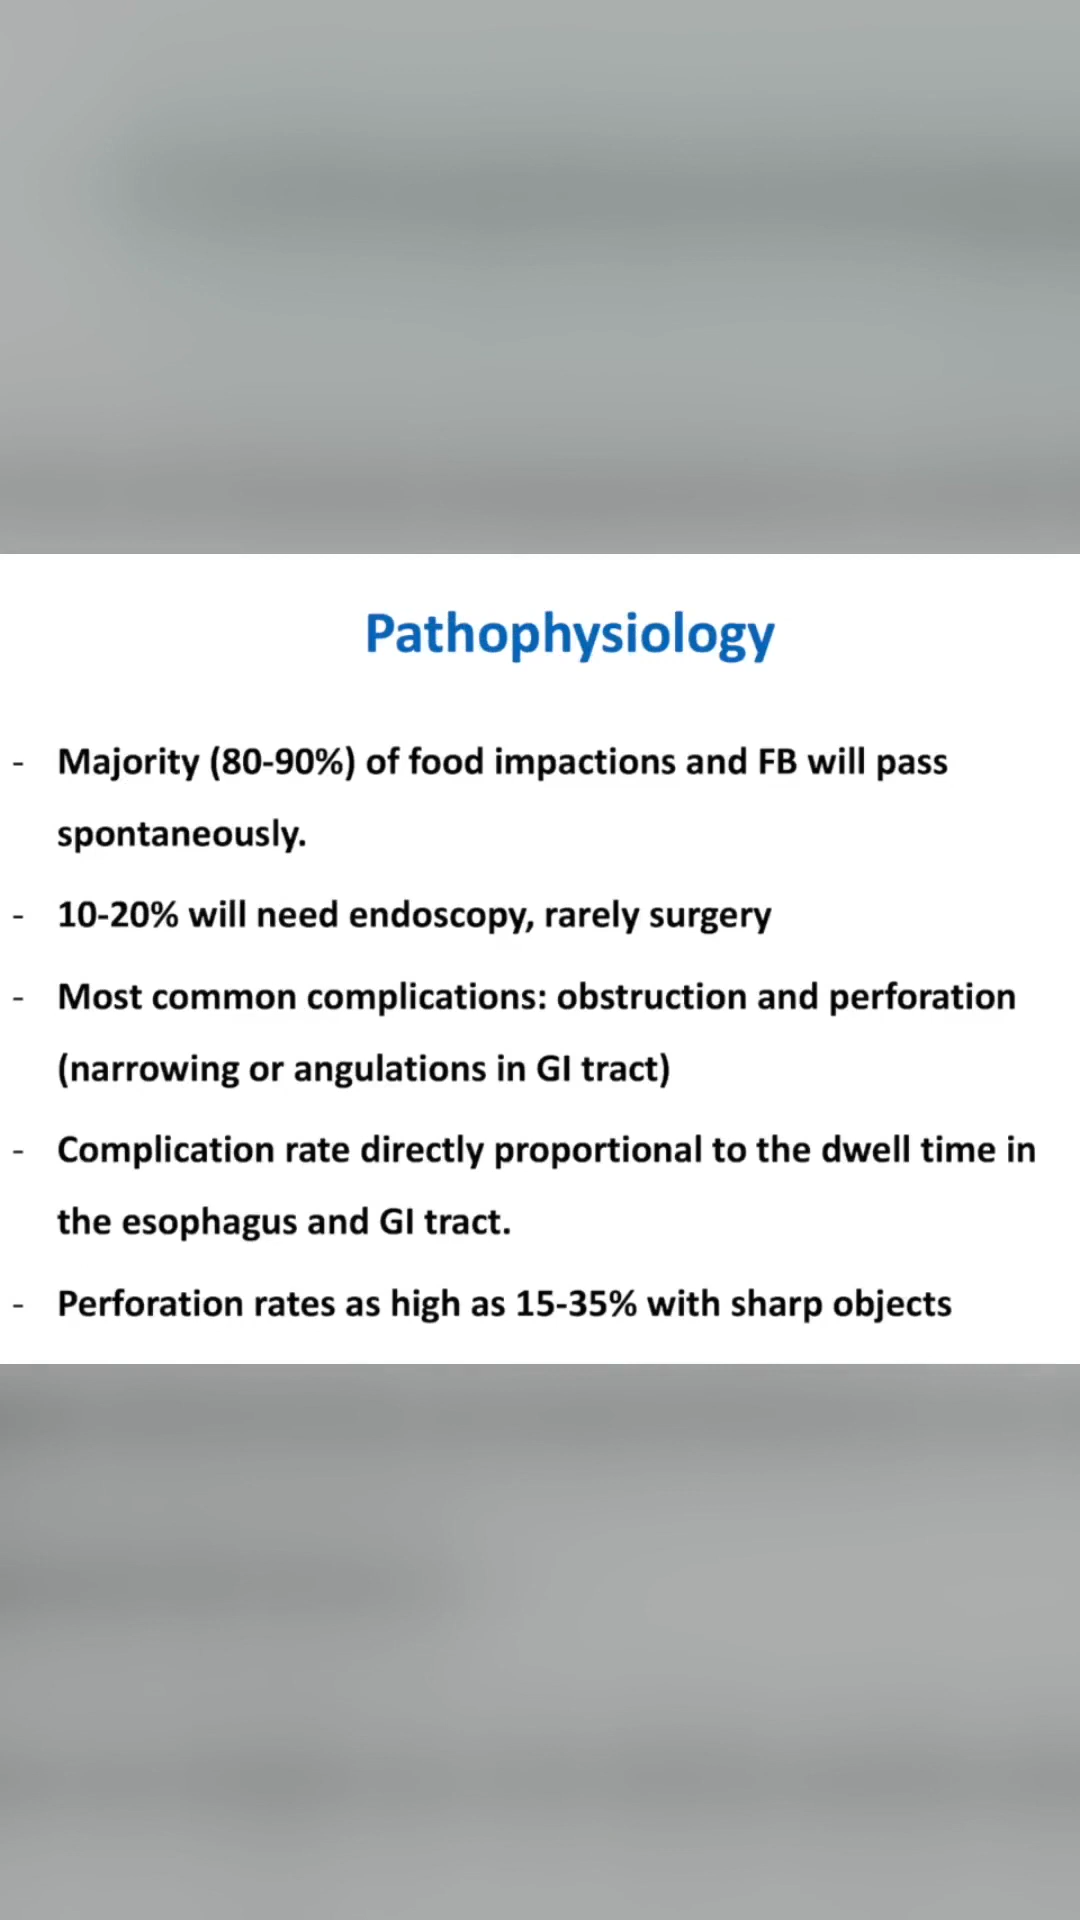 Pathophysiology
- Majority (80-90%) of food impactions and FB will pass
spontaneously.
- 10-20% will need endoscopy, rarely surgery
- Most common complications: obstruction and perforation
(narrowing or angulations in GI tract)
- Complication rate directly proportional to the dwell time in
the esophagus and GI tract.
- Perforation rates as high as 15-35% with sharp objects